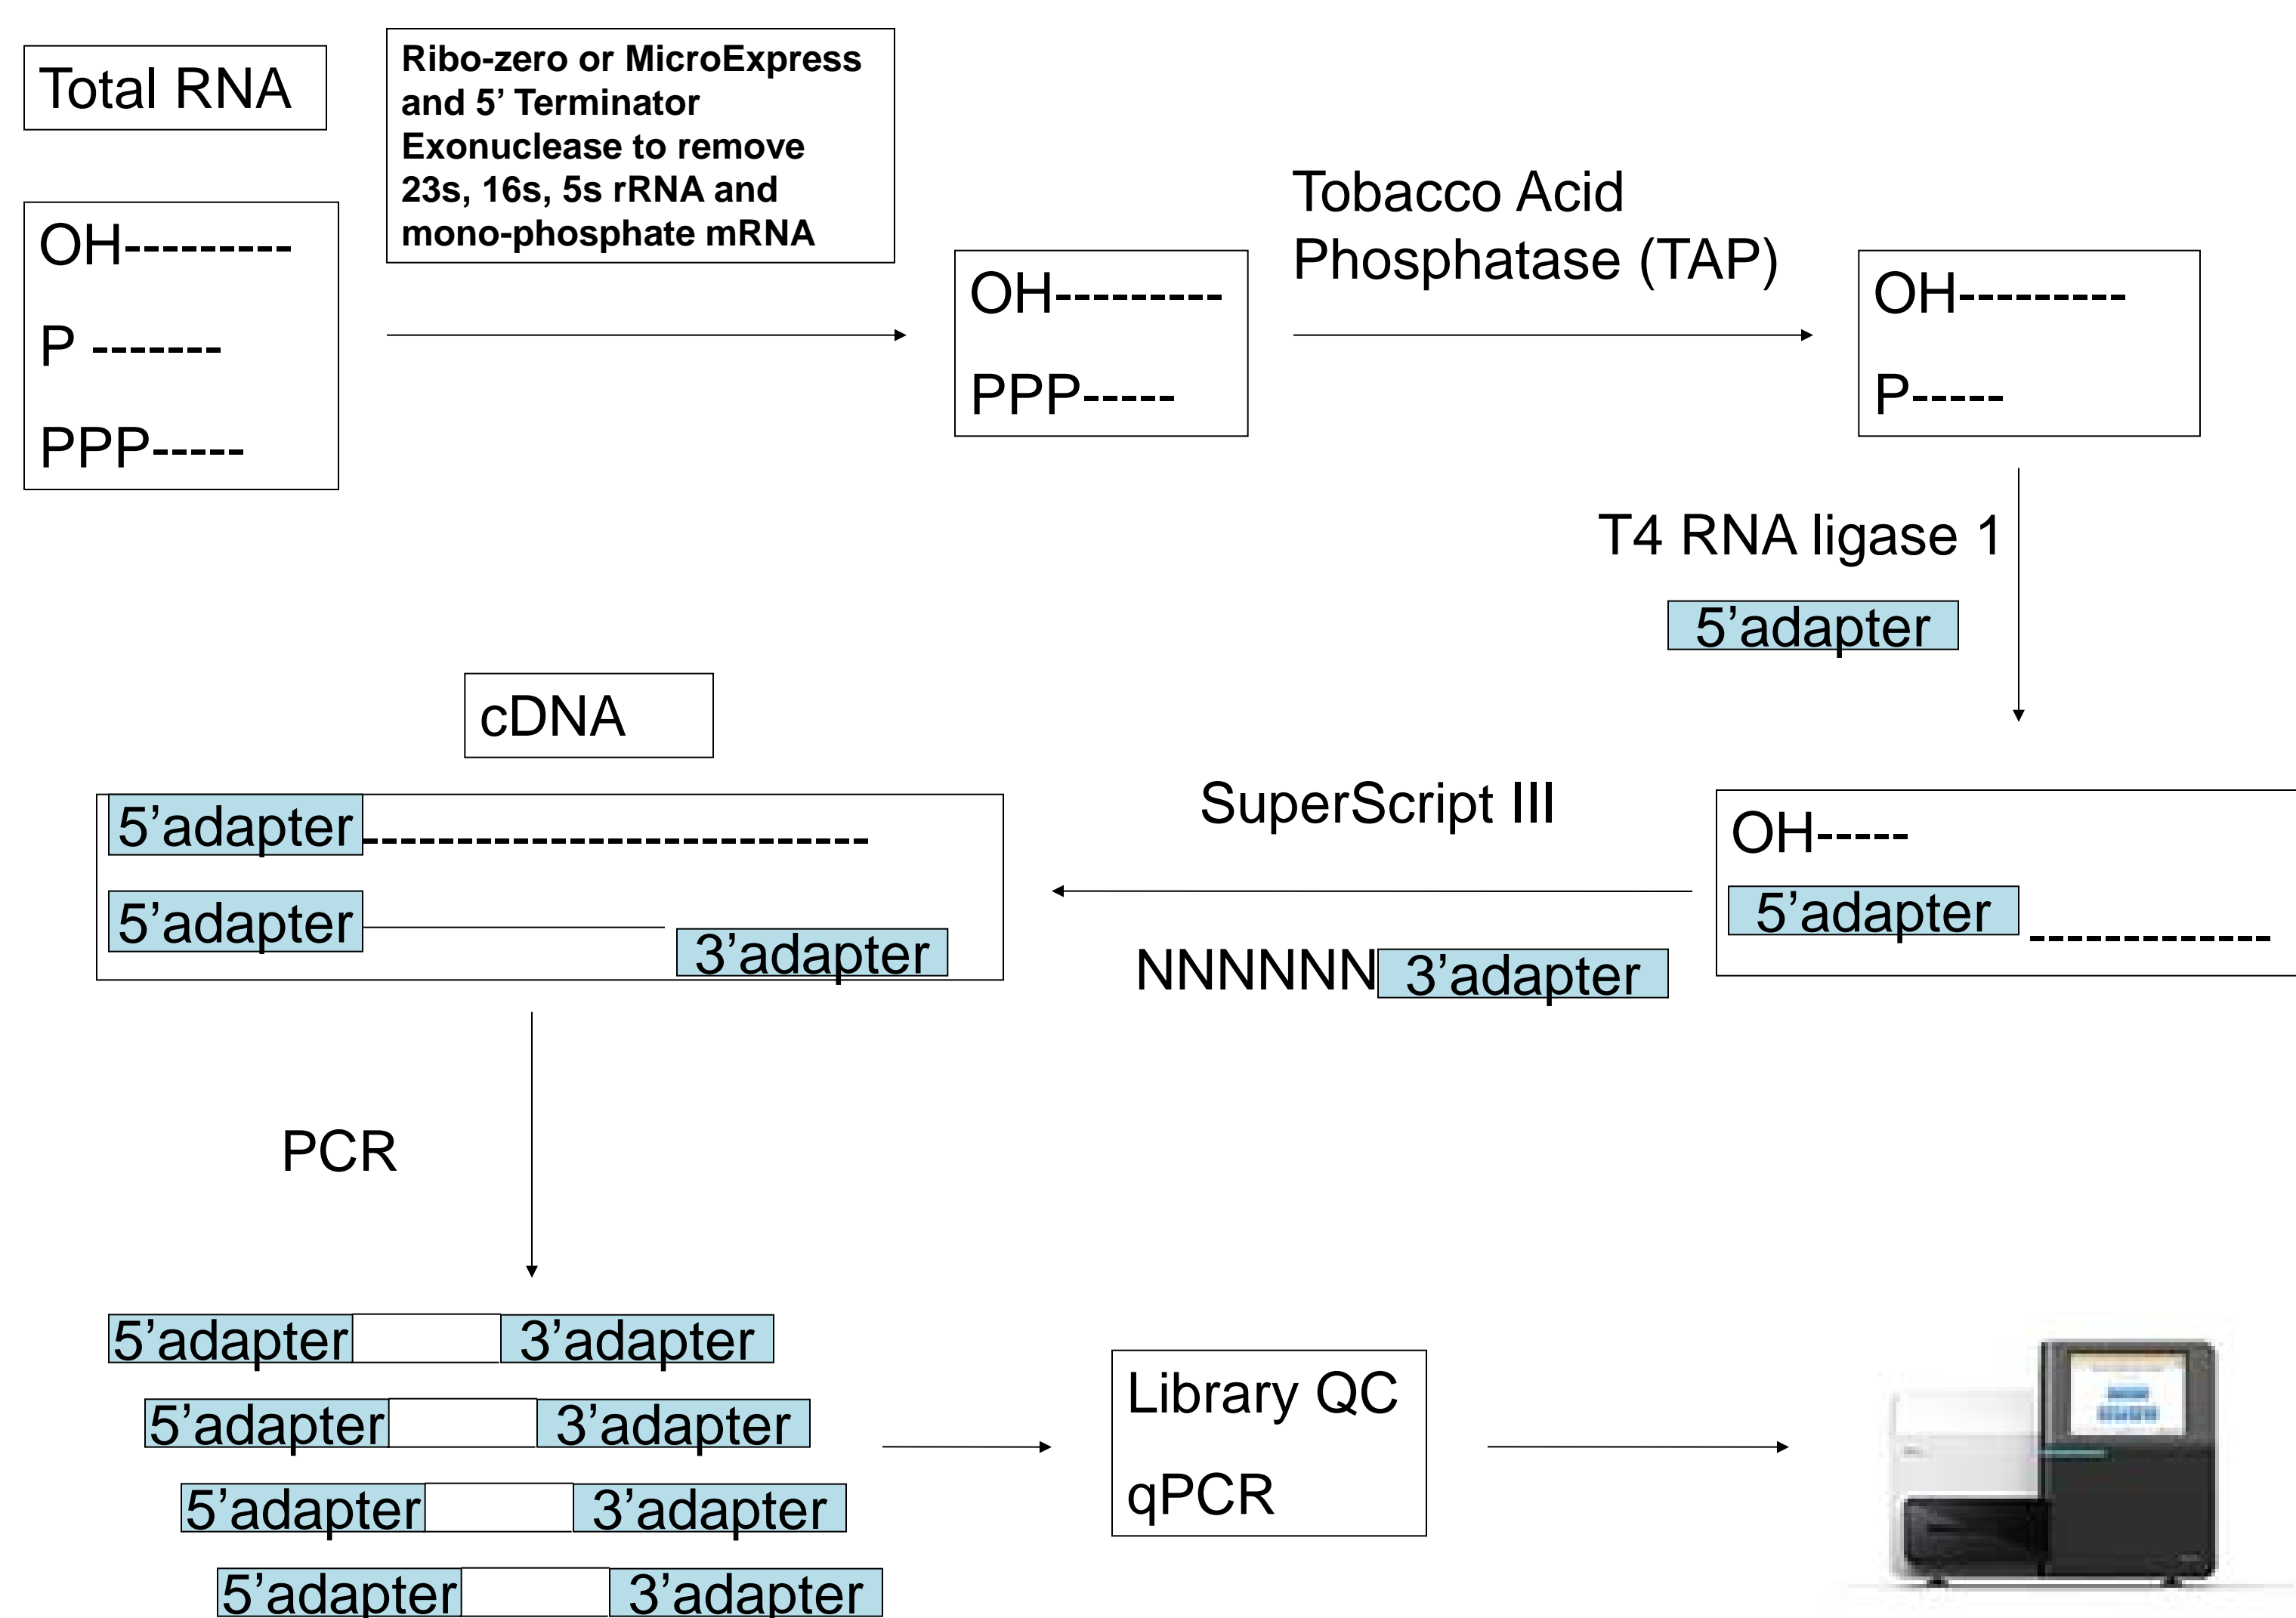 Total RNA
Ribo-zero or MicroExpress
and 5’ Terminator
Exonuclease to remove
23s, 16s, 5s rRNA and
mono-phosphate mRNA
OH---------
P -------
PPP-----
OH---------
PPP-----
Tobacco Acid
Phosphatase (TAP)
OH---------
P-----
T4 RNA ligase 1
5’adapter
OH-----
5’adapter
-------------
SuperScript III
NNNNNN 3’adapter
cDNA
5’adapter---------------------------
5’adapter
3’adapter
PCR
5’adapter 3’adapter
5’adapter 3’adapter
5’adapter 3’adapter
5’adapter 3’adapter
Library QC
qPCR